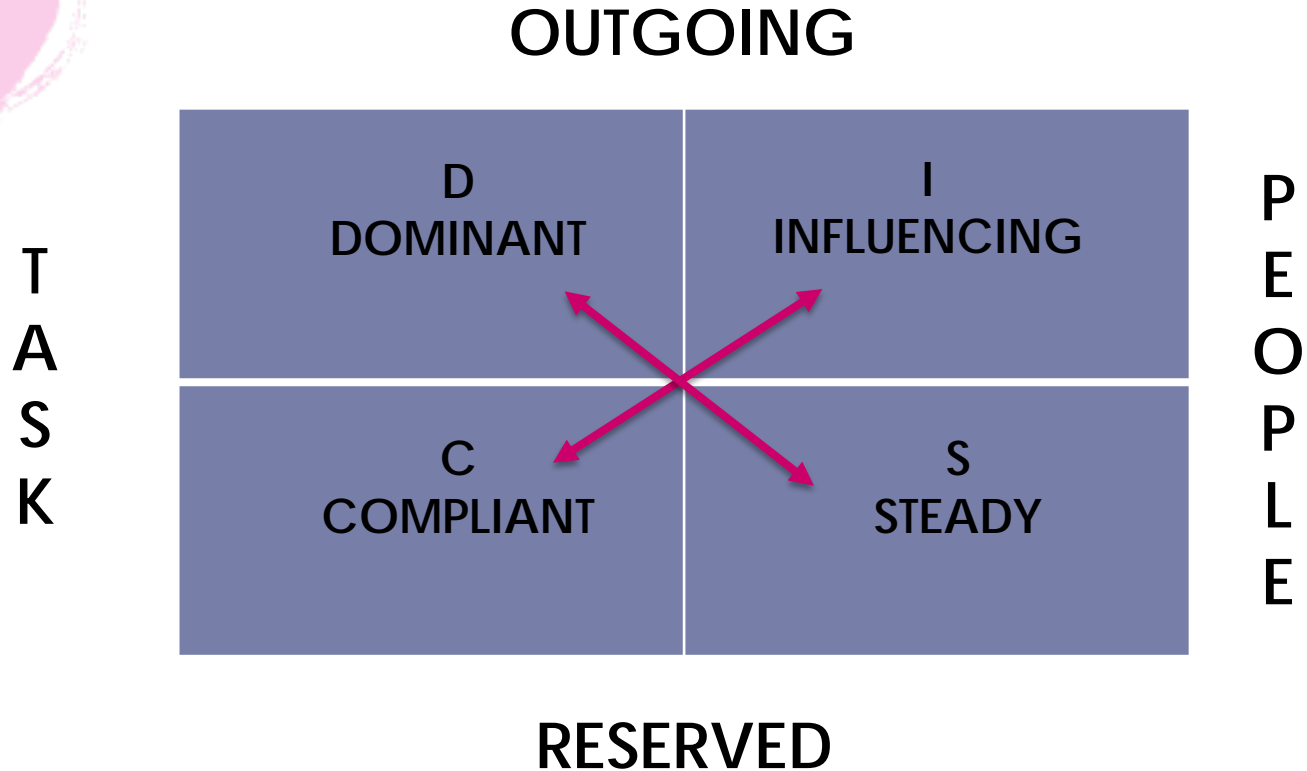 OUTGOING
D
DOMINANT
I
INFLUENCING
T
A
S
K
P
E
O
P
L
E
C
COMPLIANT
S
STEADY
RESERVED